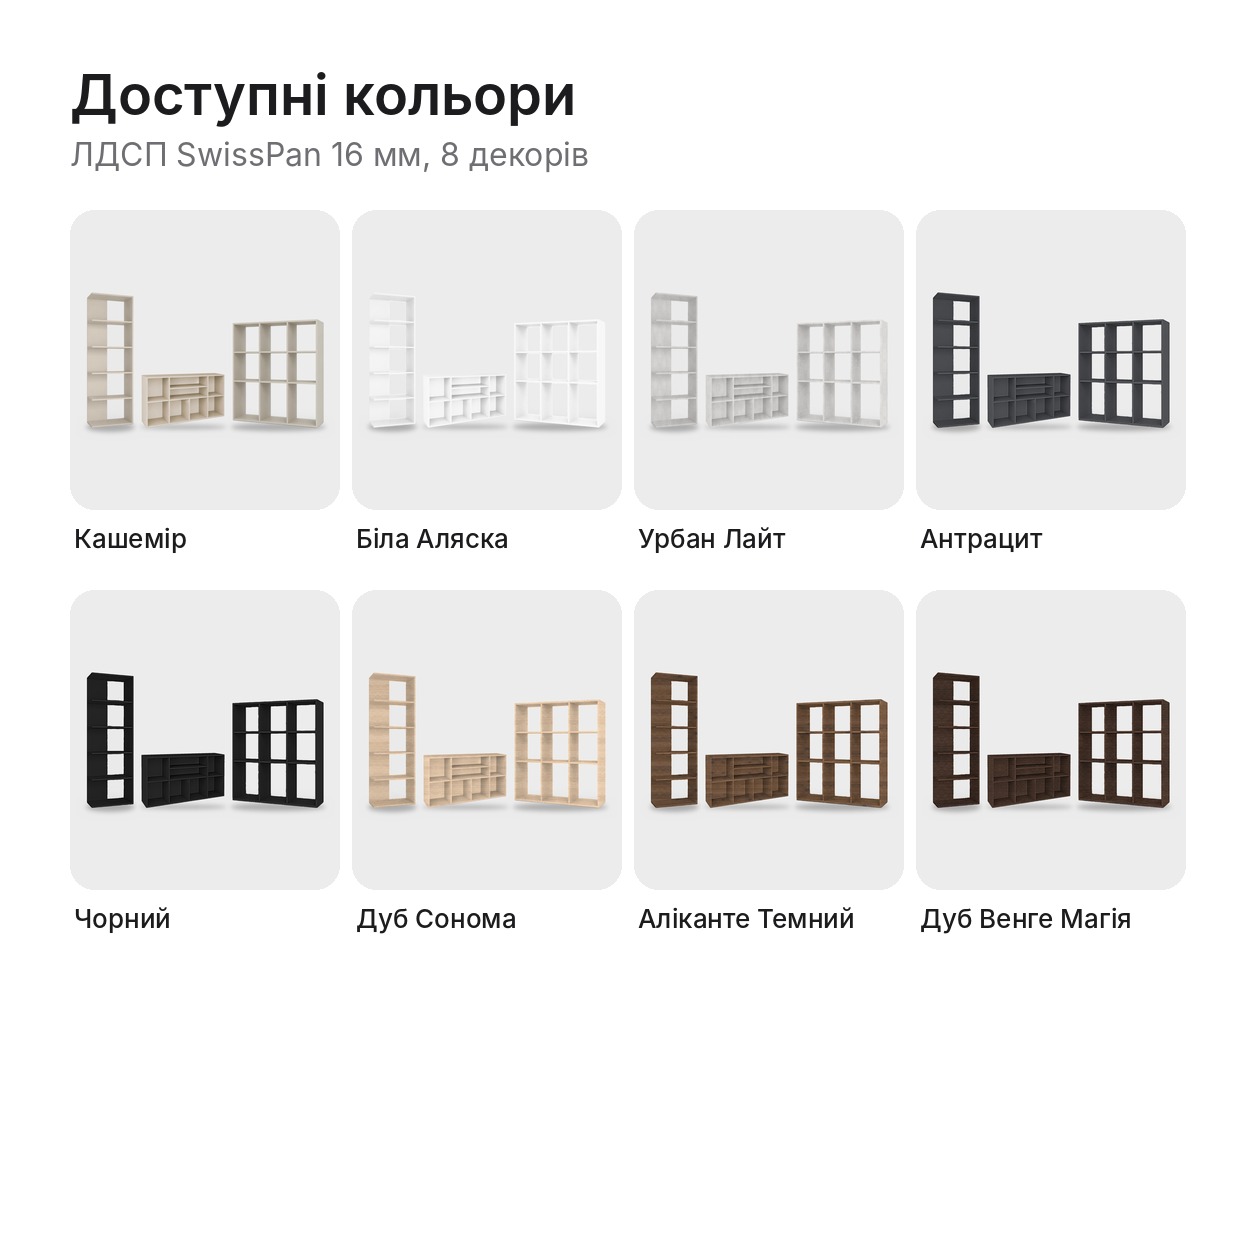 Доступні кольори
ЛДСП SwissPan 16 мм, 8 декорів
Кашемір
Біла Аляска
Урбан Лайт
Антрацит
Чорний
Дуб Сонома
Аліканте Темний
Дуб Венге Магія